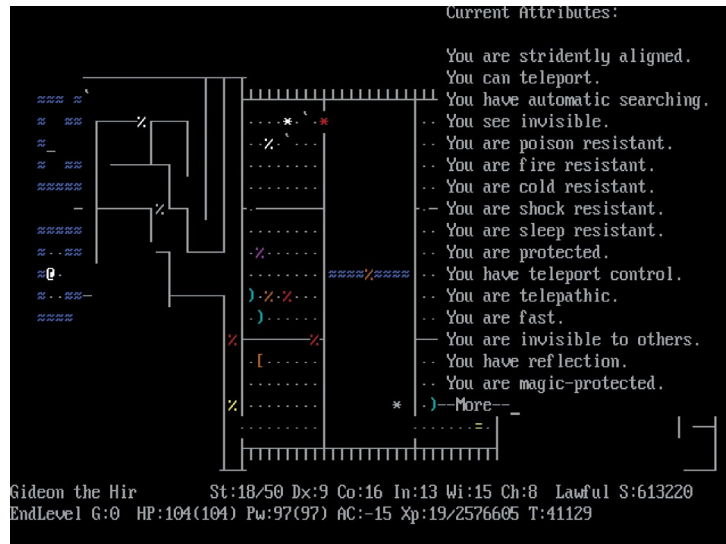 Current Attributes:
You are stridently aligned.
You can teleport.
You have automatic searching.
You see invisible.
You are poison resistant.
You are fire resistant.
You are cold resistant.
You are shock resistant.
You are sleep resistant.
You are protected.
You have teleport control.
You are telepathic.
You are fast.
You are invisible to others.
You have reflection.
You are magic-protected.
--More--
Gideon the Hir St:18/50 Dx:9 Co:16 In:13 Wi:15 Ch:8 Lawful S:613220
EndLevel G:0 HP:104(104) Pw:97(97) AC:-15 Xp:19/2576605 T:41129